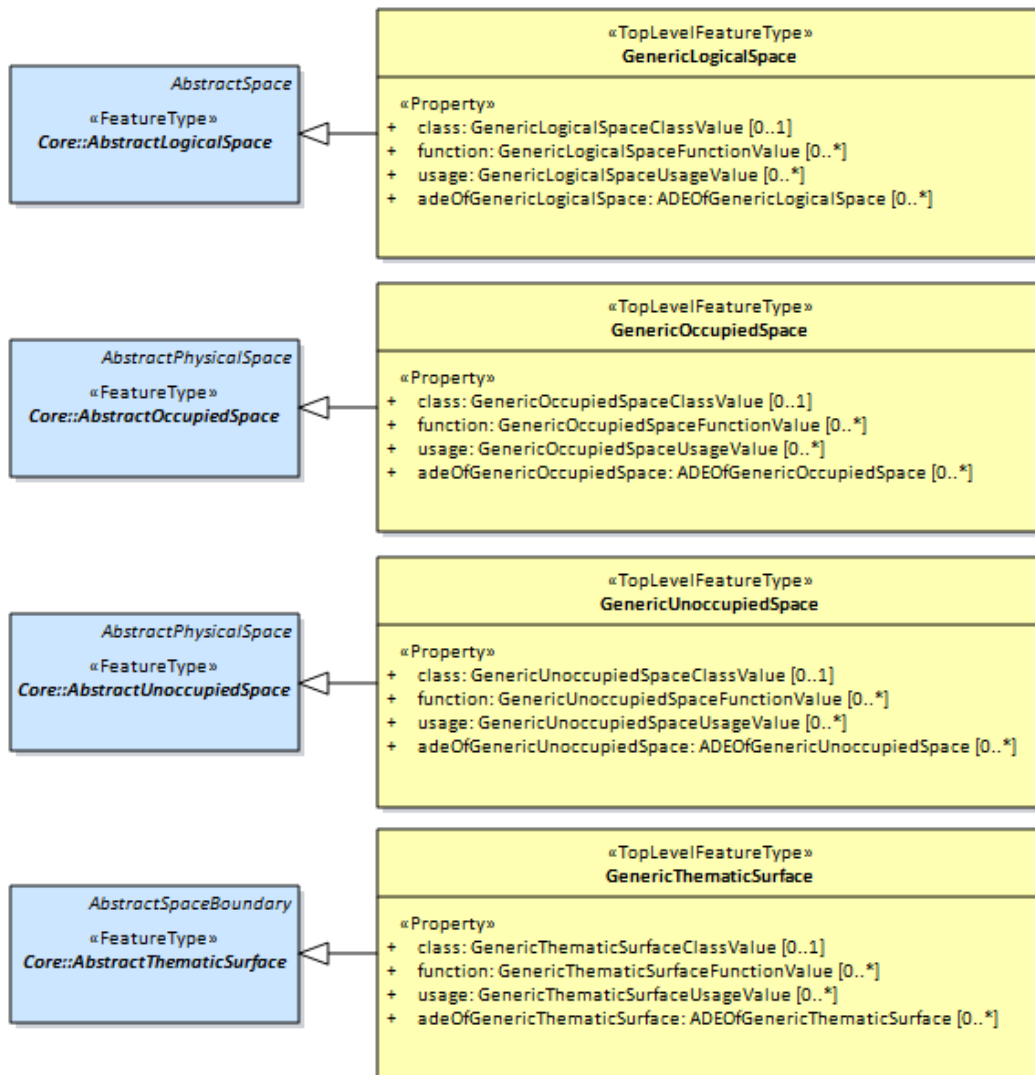 «TopLevelFeatureType»
GenericLogicalSpace
AbstractSpace
«FeatureType»
Core::AbstractLogicalSpace
«Property»
+ class: GenericLogicalSpaceClassValue [0..1]
+ function: GenericLogicalSpaceFunctionValue [0..*]
+ usage: GenericLogicalSpaceUsageValue [0..*]
+ adeOfGenericLogicalSpace: ADEOfGenericLogicalSpace [0..*]
«TopLevelFeatureType»
GenericOccupiedSpace
AbstractPhysicalSpace
«FeatureType»
Core::AbstractOccupiedSpace
«Property»
+ class: GenericOccupiedSpaceClassValue [0..1]
+ function: GenericOccupiedSpaceFunctionValue [0..*]
+ usage: GenericOccupiedSpaceUsageValue [0..*]
+ adeOfGenericOccupiedSpace: ADEOfGenericOccupiedSpace [0..*]
«TopLevelFeatureType»
GenericUnoccupiedSpace
AbstractPhysicalSpace
«FeatureType»
Core::AbstractUnoccupiedSpace
«Property»
+ class: GenericUnoccupiedSpaceClassValue [0..1]
+ function: GenericUnoccupiedSpaceFunctionValue [0..*]
+ usage: GenericUnoccupiedSpaceUsageValue [0..*]
+ adeOfGenericUnoccupiedSpace: ADEOfGenericUnoccupiedSpace [0..*]
«TopLevelFeatureType»
GenericThematicSurface
AbstractSpaceBoundary
«FeatureType»
Core::AbstractThematicSurface
«Property»
+ class: GenericThematicSurfaceClassValue [0..1]
+ function: GenericThematicSurfaceFunctionValue [0..*]
+ usage: GenericThematicSurfaceUsageValue [0..*]
+ adeOfGenericThematicSurface: ADEOfGenericThematicSurface [0..*]